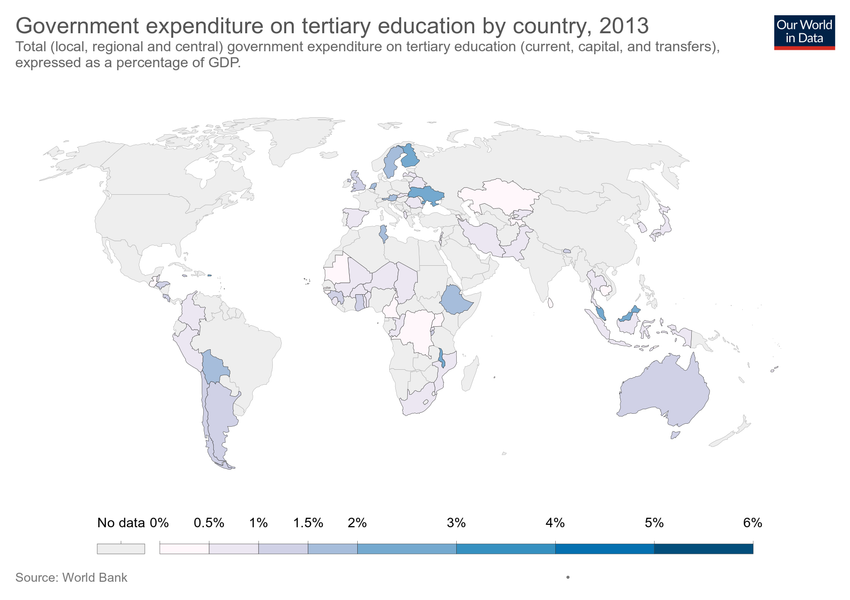 Government expenditure on tertiary education by country, 2013
Our World
in Data
Total (local, regional and central) government expenditure on tertiary education (current, capital, and transfers),
expressed as a percentage of GDP.
No data 0% 0.5% 1% 1.5% 2% 3% 4% 5% 6%
Source: World Bank